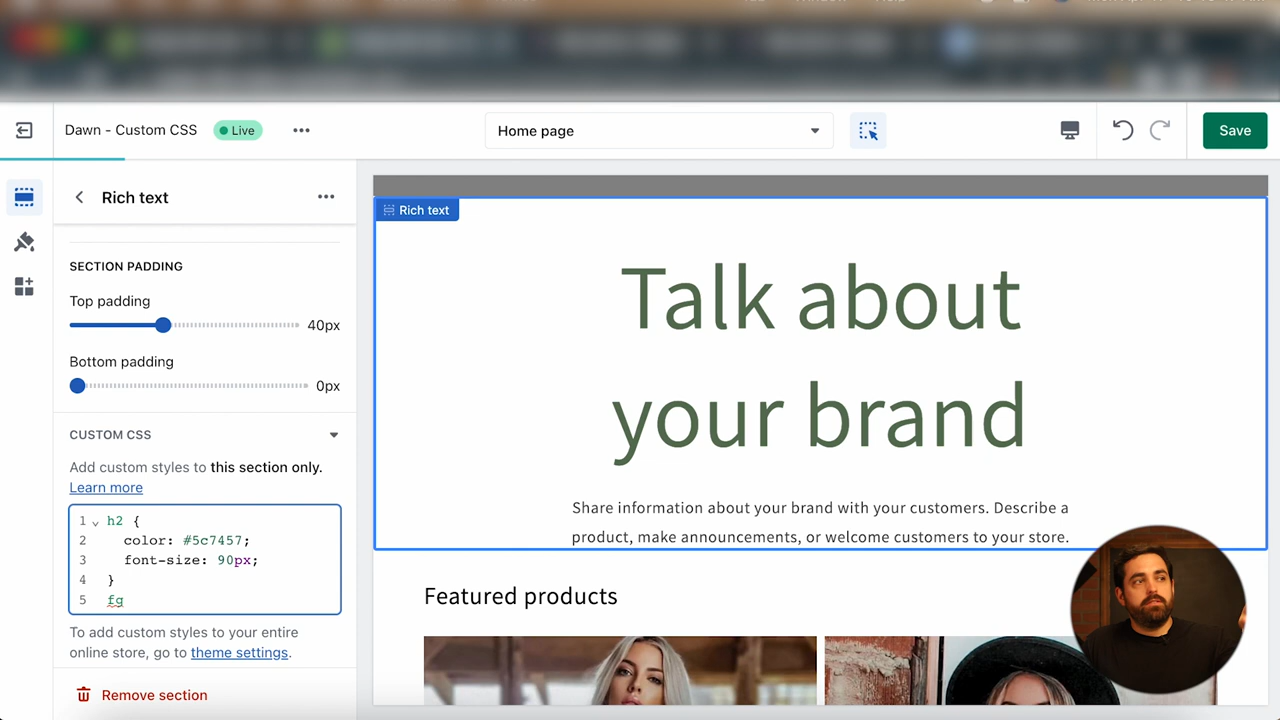 Dawn - Custom CSS
Live
Home page
Save
Rich text
SECTION PADDING
Top padding
40px
Bottom padding
0px
CUSTOM CSS
Add custom styles to this section only.
Learn more
1 h2 {
2 color: #5c7457;
3 font-size: 90px;
4 }
5 fg
To add custom styles to your entire
online store, go to theme settings.
Remove section
Rich text
Talk about
your brand
Share information about your brand with your customers. Describe a
product, make announcements, or welcome customers to your store.
Featured products